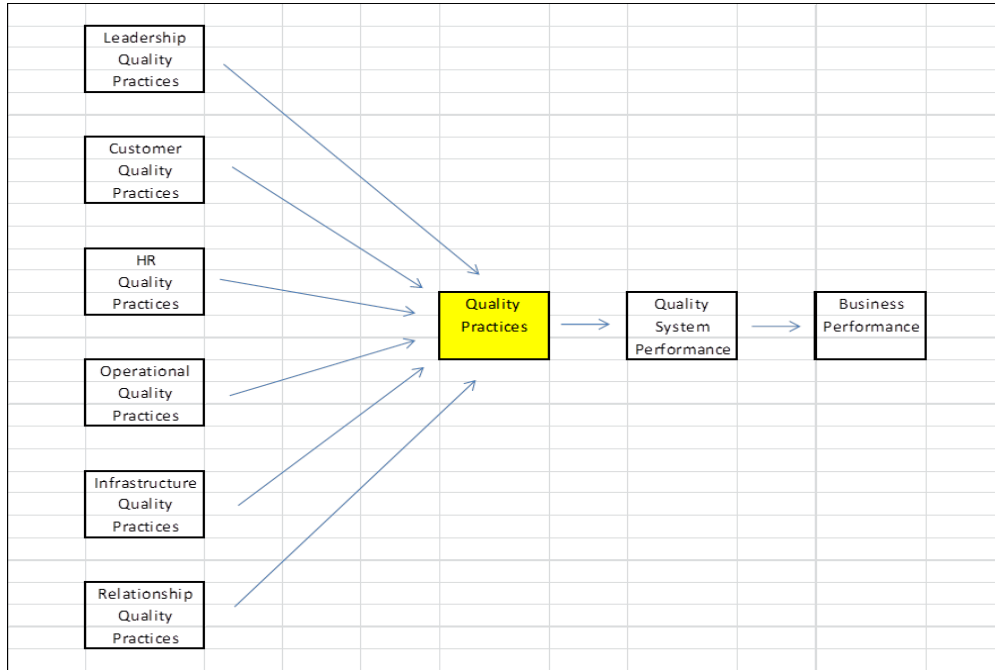 Leadership
Quality
Practices
Customer
Quality
Practices
HR
Quality
Practices
Quality
Practices
Quality
System
Performance
Business
Performance
Operational
Quality
Practices
Infrastructure
Quality
Practices
Relationship
Quality
Practices